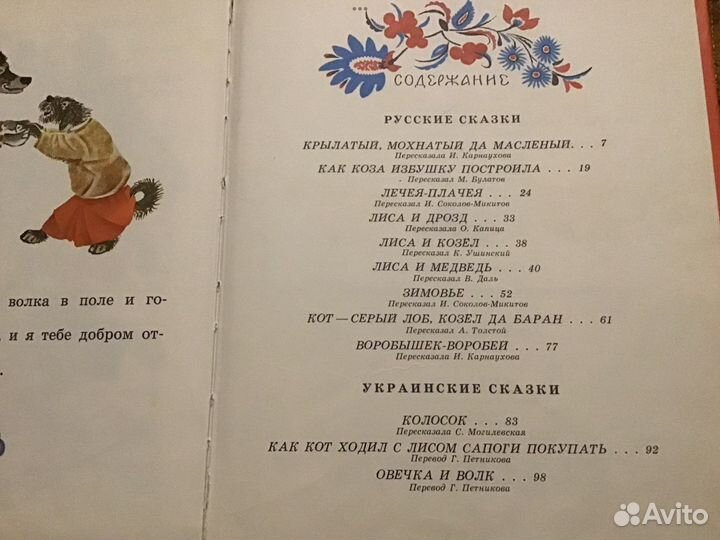 волка в поле и го-
и я тебе добром от-
СОДЕРЖАНИЕ
РУССКИЕ СКАЗКИ
КРЫЛАТЫЙ, МОХНАТЫЙ ДА МАСЛЕНЫЙ. . . 7
Пересказала И. Карнаухова
КАК КОЗА ИЗБУШКУ ПОСТРОИЛА . . . 19
Пересказал М. Булатов
ЛЕЧЕЯ-ПЛАЧЕЯ . . . 24
Пересказал И. Соколов-Микитов
ЛИСА И ДРОЗД . . . 33
Пересказала О. Капица
ЛИСА И КОЗЕЛ . . . 38
Пересказал К. Ушинский
ЛИСА И МЕДВЕДЬ . . . 40
Пересказал В. Даль
ЗИМОВЬЕ . . . 52
Пересказал И. Соколов-Микитов
КОТ — СЕРЫЙ ЛОБ, КОЗЕЛ ДА БАРАН . . . 61
Пересказал А. Толстой
ВОРОБЫШЕК-ВОРОБЕЙ . . . 77
Пересказала И. Карнаухова
УКРАИНСКИЕ СКАЗКИ
КОЛОСОК . . . 83
Пересказала С. Могилевская
КАК КОТ ХОДИЛ С ЛИСОМ САПОГИ ПОКУПАТЬ . . . 92
Перевод Г. Петникова
ОВЕЧКА И ВОЛК . . . 98
Перевод Г. Петникова
Avito